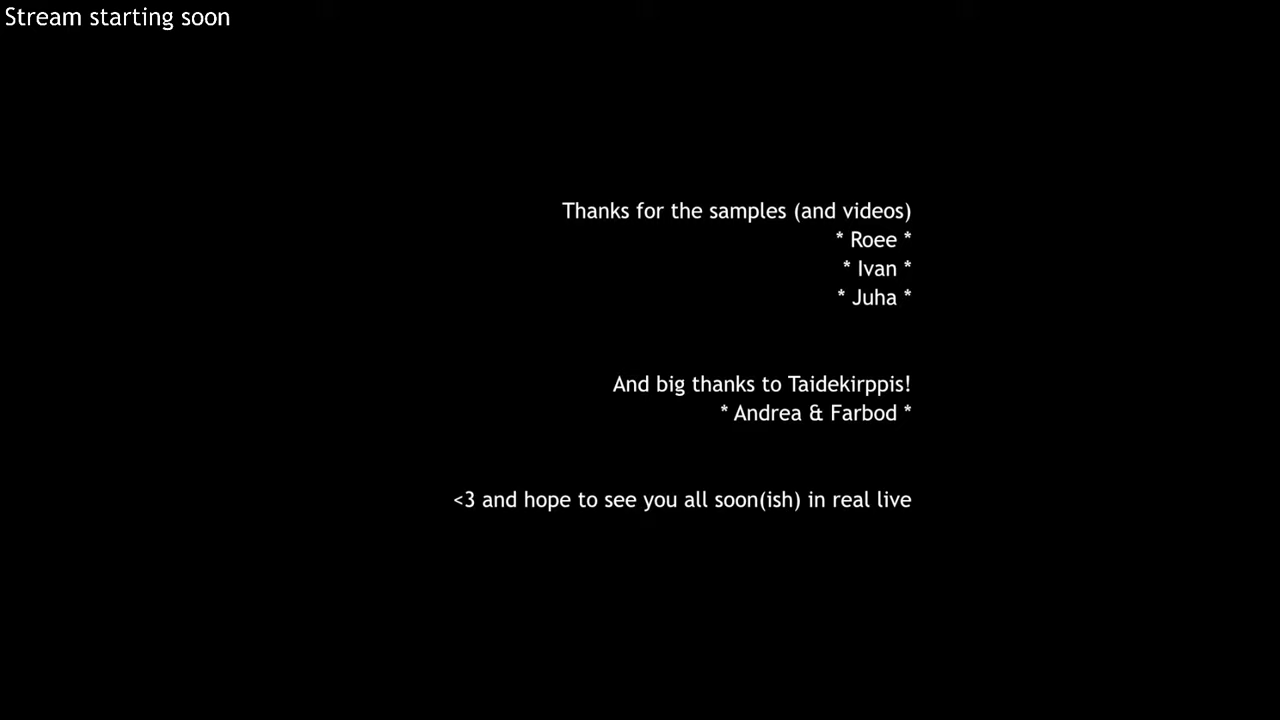 Stream starting soon
Thanks for the samples (and videos)
* Roee *
* Ivan *
* Juha *
And big thanks to Taidekirppis!
* Andrea & Farbod *
<3 and hope to see you all soon(ish) in real live